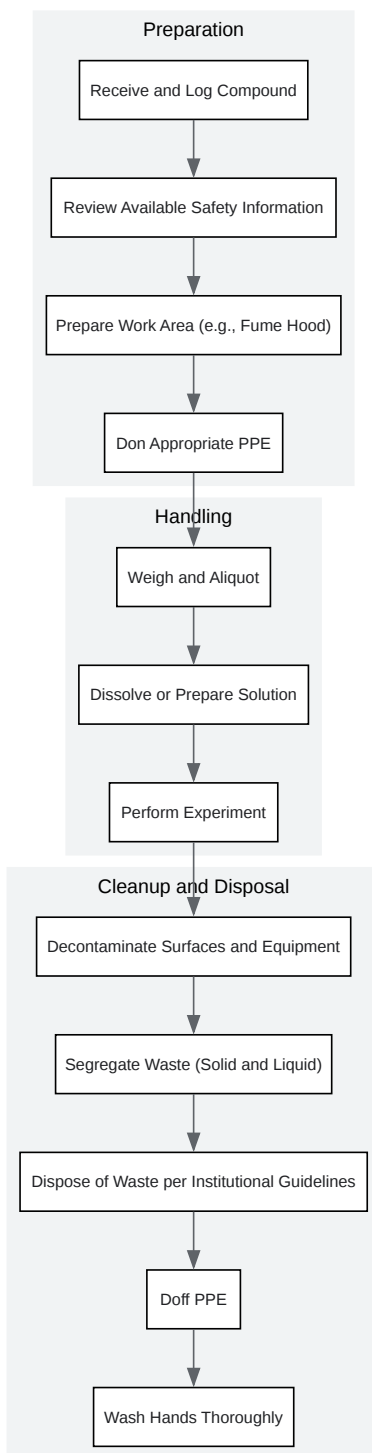 Preparation
Receive and Log Compound
Review Available Safety Information
Prepare Work Area (e.g., Fume Hood)
Don Appropriate PPE
Handling
Weigh and Aliquot
Dissolve or Prepare Solution
Perform Experiment
Cleanup and Disposal
Decontaminate Surfaces and Equipment
Segregate Waste (Solid and Liquid)
Dispose of Waste per Institutional Guidelines
Doff PPE
Wash Hands Thoroughly